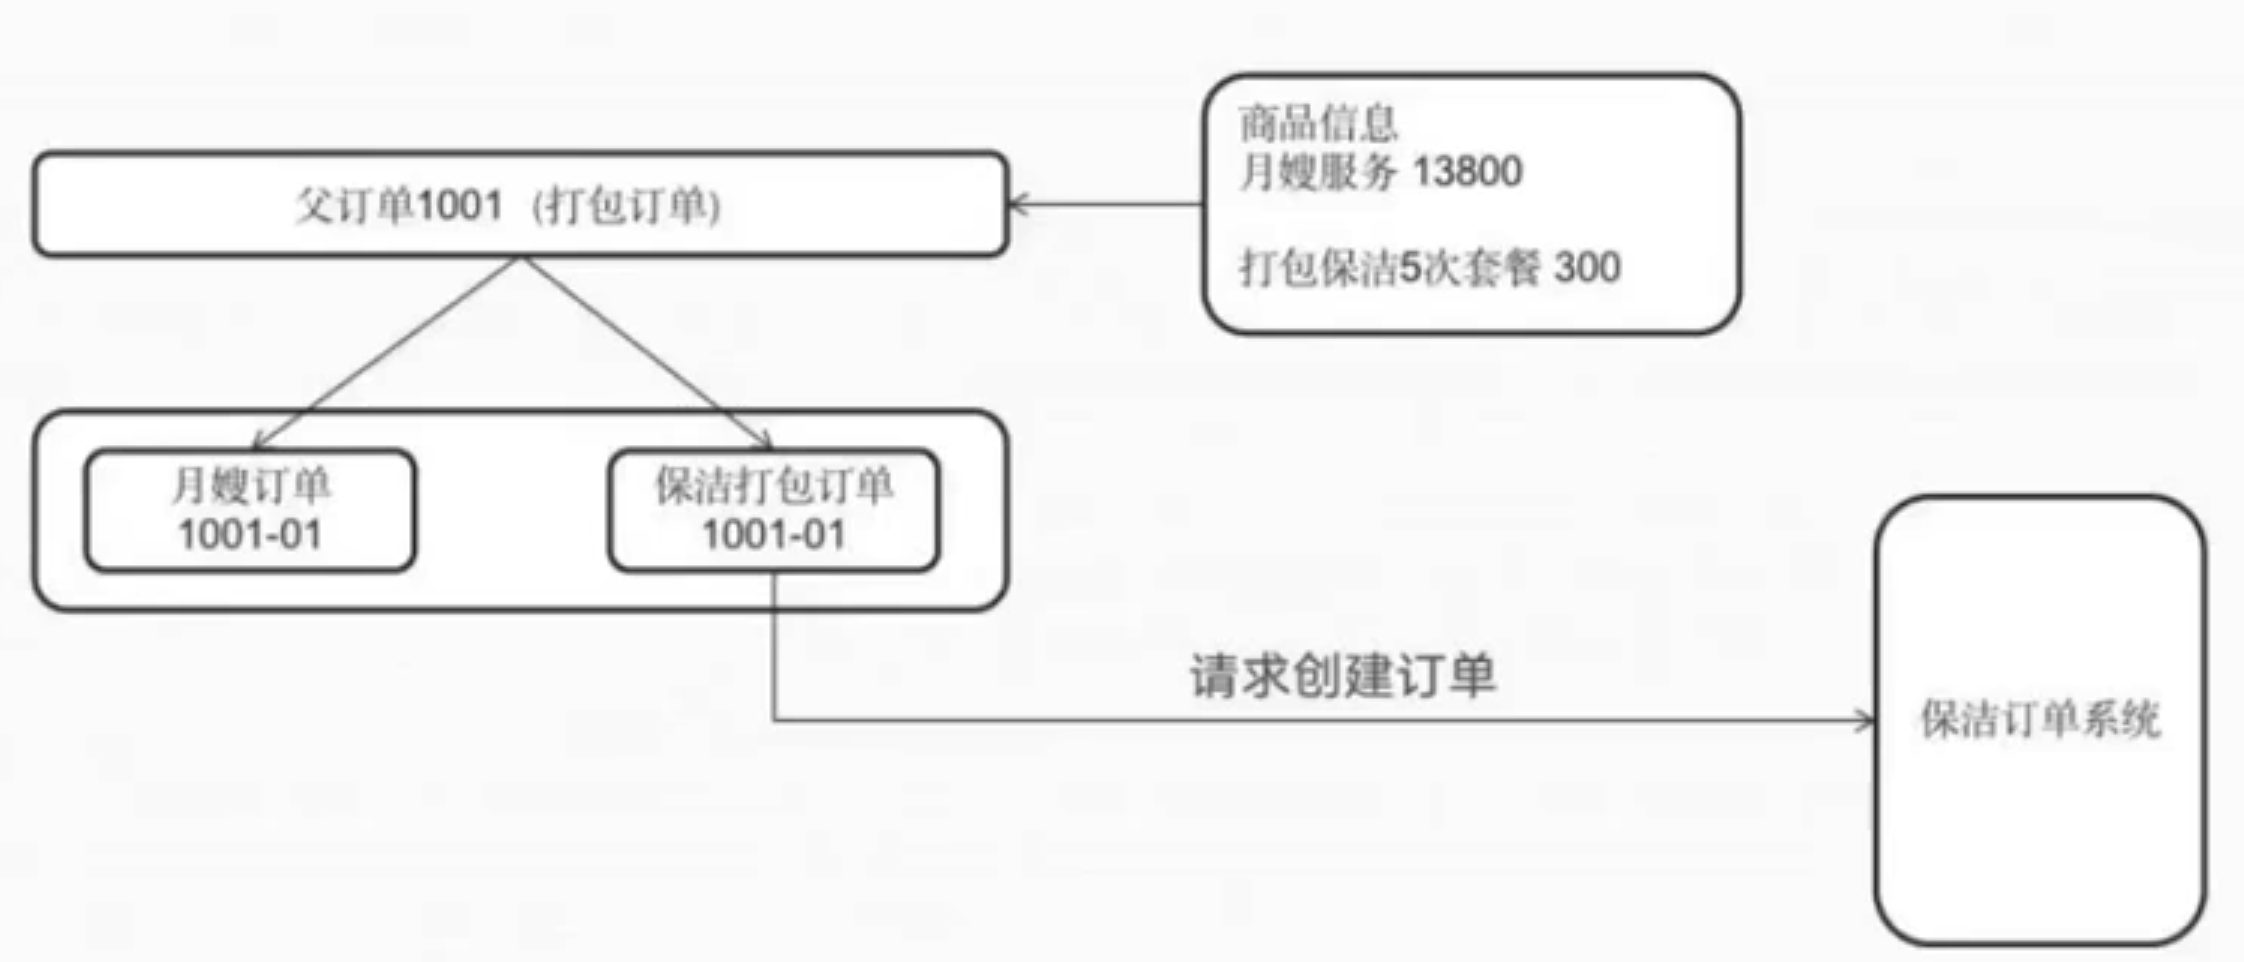 商品信息
月嫂服务 13800
打包保洁5次套餐 300
父订单1001 (打包订单)
月嫂订单
1001-01
保洁打包订单
1001-01
请求创建订单
保洁订单系统